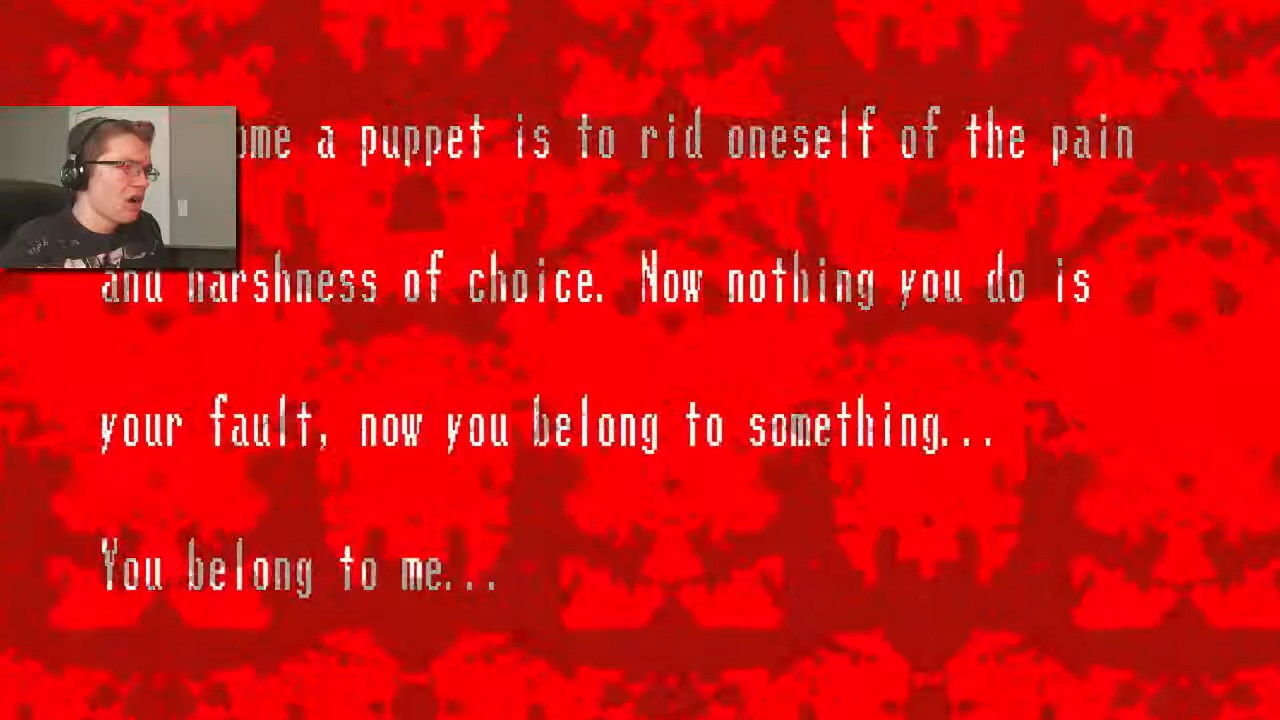 ome a puppet is to rid oneself of the pain
and harshness of choice. Now nothing you do is
your fault, now you belong to something...
You belong to me...